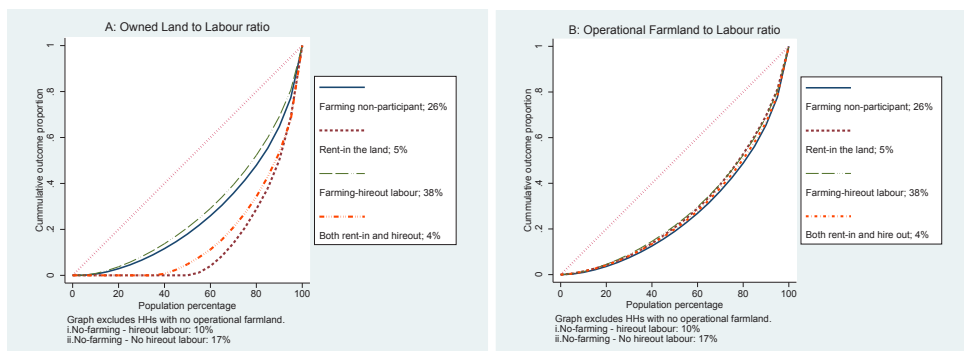 A: Owned Land to Labour ratio
Cummulative outcome proportion
1
.8
.6
.4
.2
0
0 20 40 60 80 100
Population percentage
Farming non-participant; 26%
Rent-in the land; 5%
Farming-hireout labour; 38%
Both rent-in and hireout; 4%
Graph excludes HHs with no operational farmland.
i.No-farming - hireout labour: 10%
ii.No-farming - No hireout labour: 17%
B: Operational Farmland to Labour ratio
Cummulative outcome proportion
1
.8
.6
.4
.2
0
0 20 40 60 80 100
Population percentage
Farming non-participant; 26%
Rent-in the land; 5%
Farming-hireout labour; 38%
Both rent-in and hire out; 4%
Graph excludes HHs with no operational farmland.
i.No-farming - hireout labour: 10%
ii.No-farming - No hireout labour: 17%